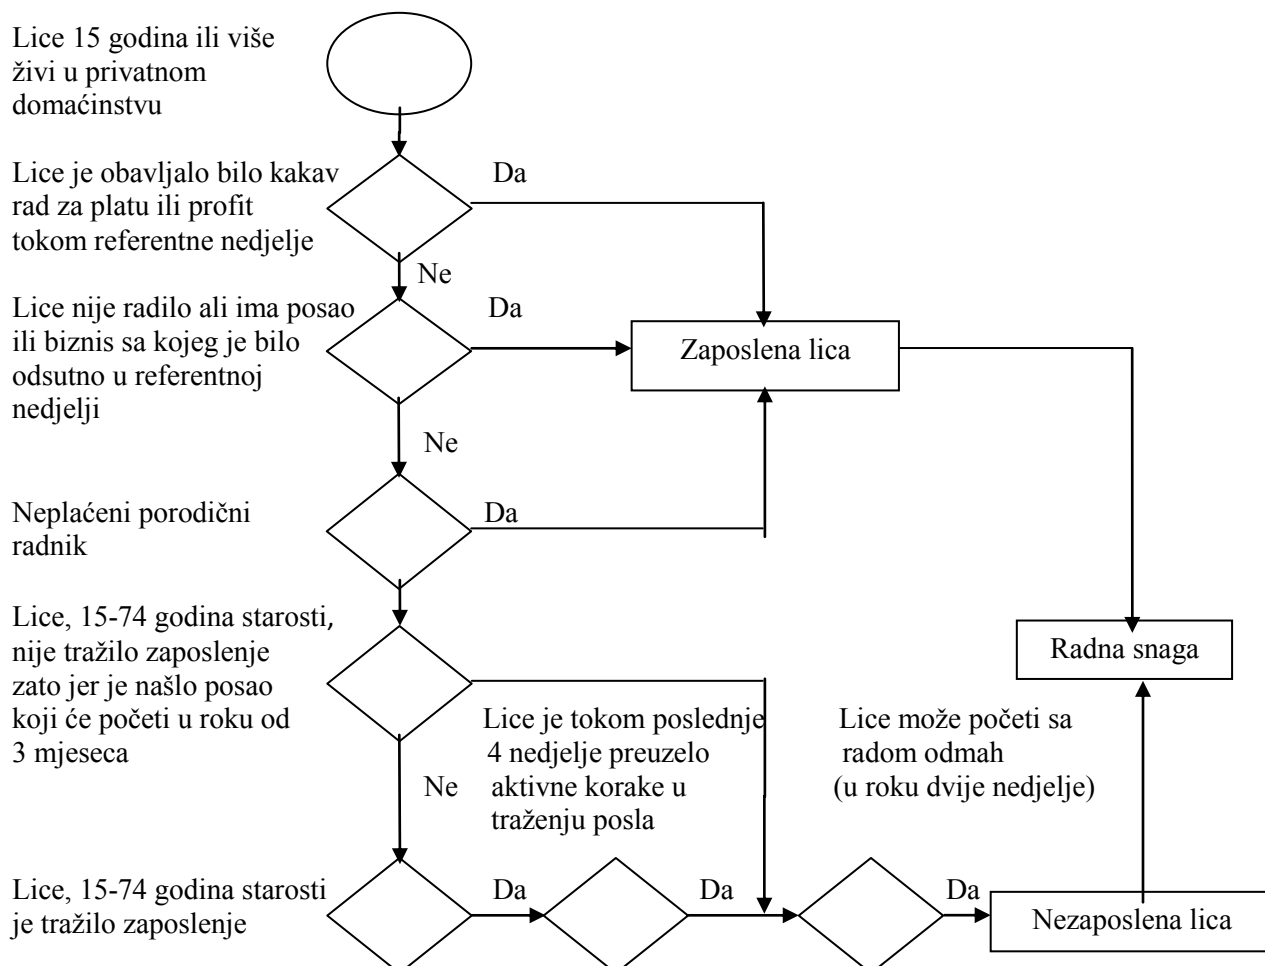 Lice 15 godina ili više
živi u privatnom
domaćinstvu
Lice je obavljalo bilo kakav
rad za platu ili profit
tokom referentne nedjelje
Da
Ne
Lice nije radilo ali ima posao
ili biznis sa kojeg je bilo
odsutno u referentnoj
nedjelji
Da
Zaposlena lica
Ne
Neplaćeni porodični
radnik
Da
Lice, 15-74 godina starosti,
nije tražilo zaposlenje
zato jer je našlo posao
koji će početi u roku od
3 mjeseca
Radna snaga
Ne
Lice je tokom poslednje
4 nedjelje preuzelo
aktivne korake u
traženju posla
Lice može početi sa
radom odmah
(u roku dvije nedjelje)
Lice, 15-74 godina starosti
je tražilo zaposlenje
Da
Da
Da
Nezaposlena lica